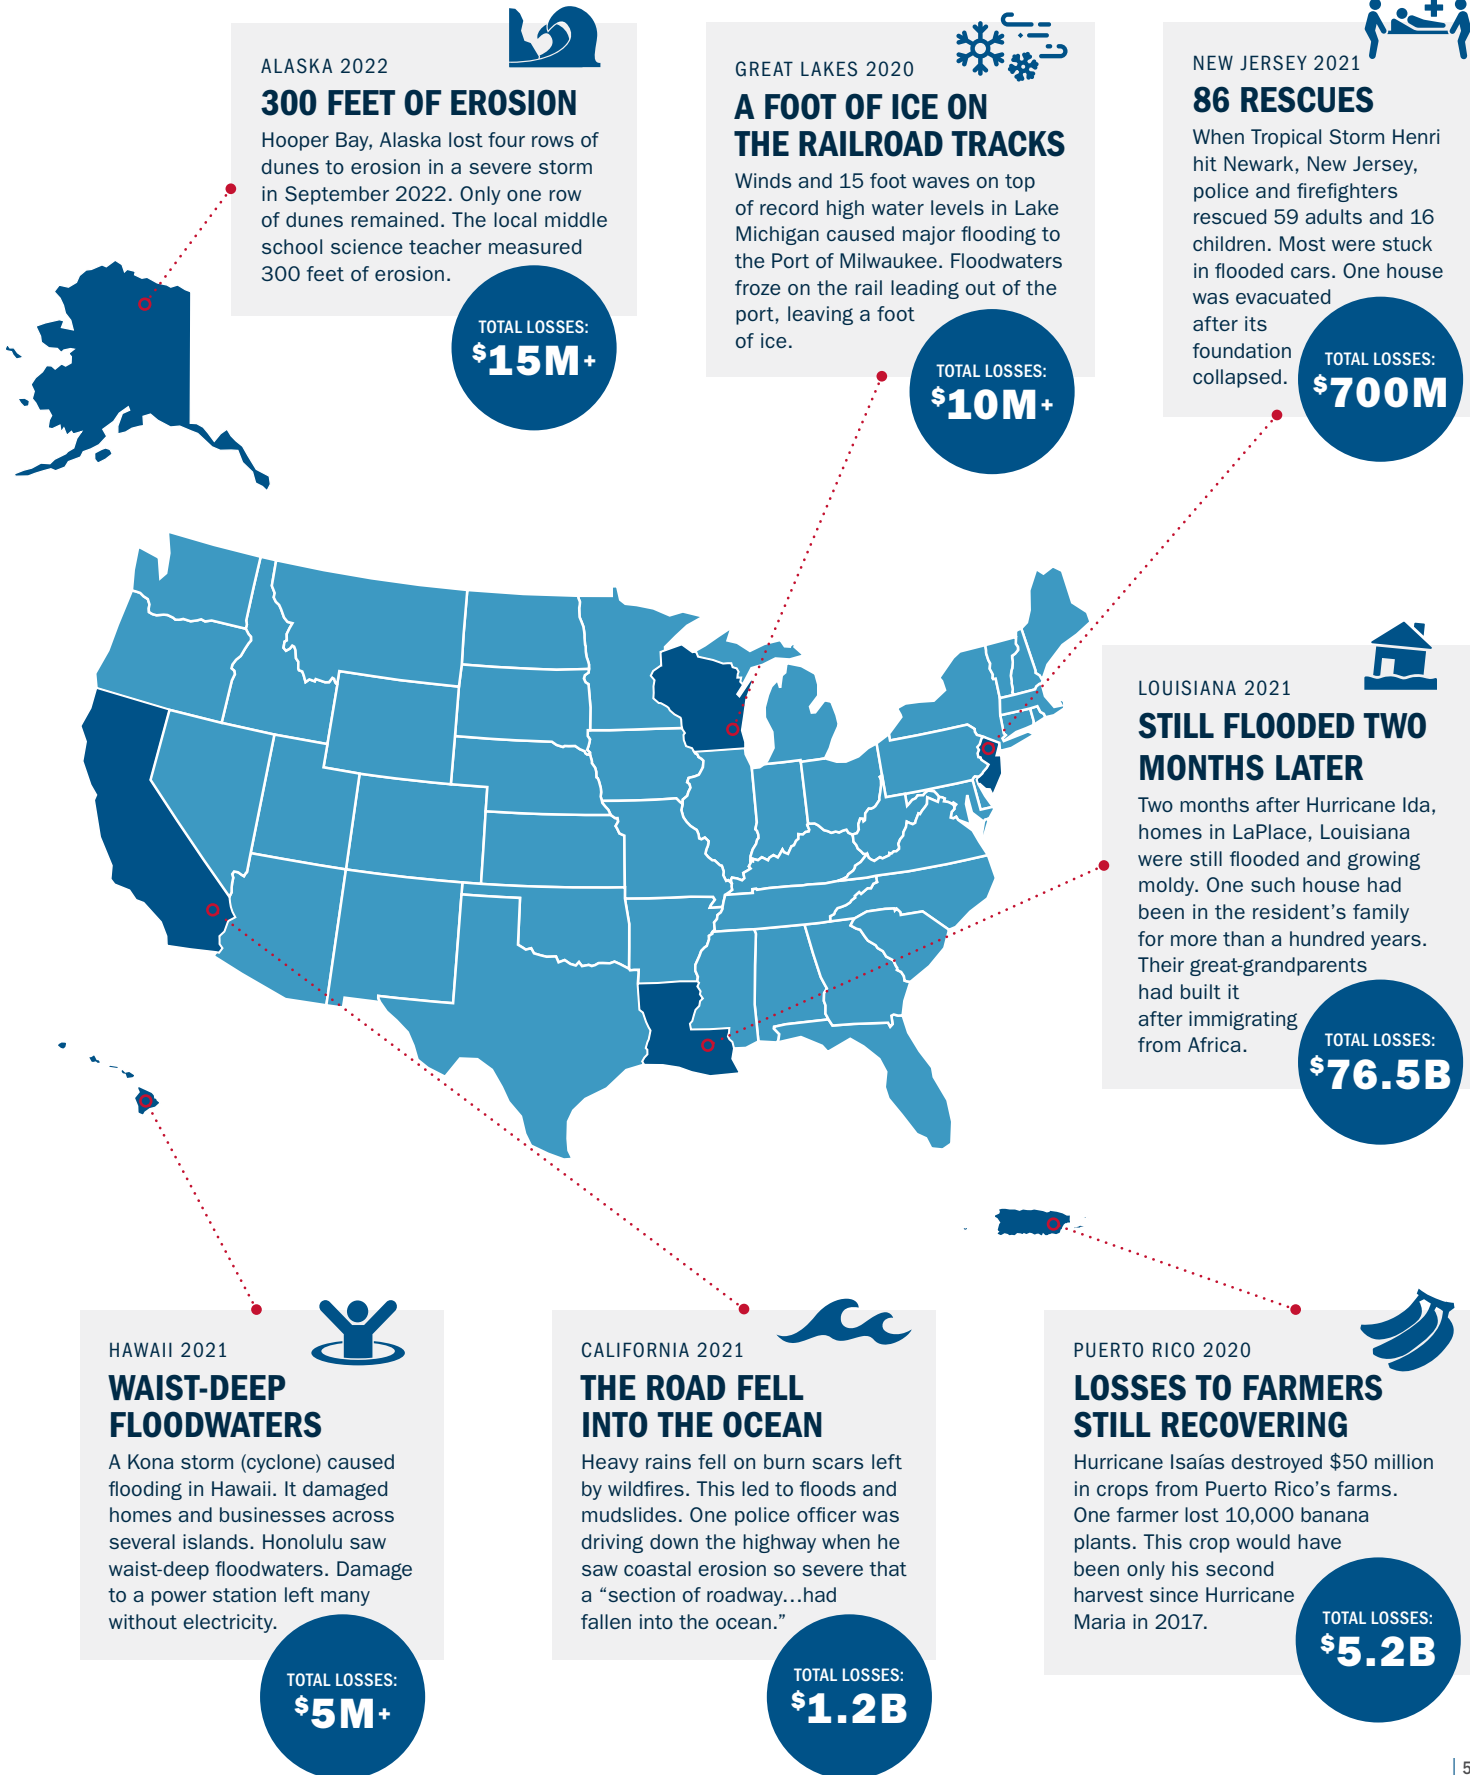 ALASKA 2022
300 FEET OF EROSION
Hooper Bay, Alaska lost four rows of
dunes to erosion in a severe storm
in September 2022. Only one row
of dunes remained. The local middle
school science teacher measured
300 feet of erosion.
TOTAL LOSSES:
$15M+
GREAT LAKES 2020
A FOOT OF ICE ON
THE RAILROAD TRACKS
Winds and 15 foot waves on top
of record high water levels in Lake
Michigan caused major flooding to
the Port of Milwaukee. Floodwaters
froze on the rail leading out of the
port, leaving a foot
of ice.
TOTAL LOSSES:
$10M+
NEW JERSEY 2021
86 RESCUES
When Tropical Storm Henri
hit Newark, New Jersey,
police and firefighters
rescued 59 adults and 16
children. Most were stuck
in flooded cars. One house
was evacuated
after its
foundation
collapsed.
TOTAL LOSSES:
$700M
LOUISIANA 2021
STILL FLOODED TWO
MONTHS LATER
Two months after Hurricane Ida,
homes in LaPlace, Louisiana
were still flooded and growing
moldy. One such house had
been in the resident’s family
for more than a hundred years.
Their great-grandparents
had built it
after immigrating
from Africa.
TOTAL LOSSES:
$76.5B
HAWAII 2021
WAIST-DEEP
FLOODWATERS
A Kona storm (cyclone) caused
flooding in Hawaii. It damaged
homes and businesses across
several islands. Honolulu saw
waist-deep floodwaters. Damage
to a power station left many
without electricity.
TOTAL LOSSES:
$5M+
CALIFORNIA 2021
THE ROAD FELL
INTO THE OCEAN
Heavy rains fell on burn scars left
by wildfires. This led to floods and
mudslides. One police officer was
driving down the highway when he
saw coastal erosion so severe that
a “section of roadway…had
fallen into the ocean.”
TOTAL LOSSES:
$1.2B
PUERTO RICO 2020
LOSSES TO FARMERS
STILL RECOVERING
Hurricane Isaías destroyed $50 million
in crops from Puerto Rico’s farms.
One farmer lost 10,000 banana
plants. This crop would have
been only his second
harvest since Hurricane
Maria in 2017.
TOTAL LOSSES:
$5.2B
| 5